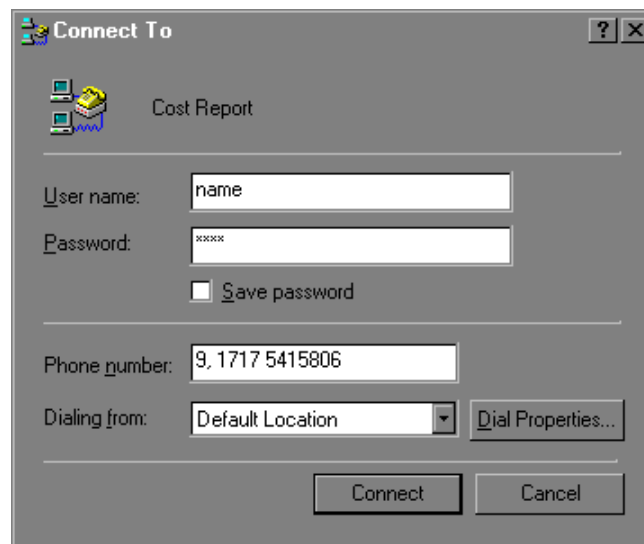 Connect To
Cost Report
User name: name
Password: ****
Save password
Phone number: 9, 1717 5415806
Dialing from: Default Location Dial Properties...
Connect Cancel